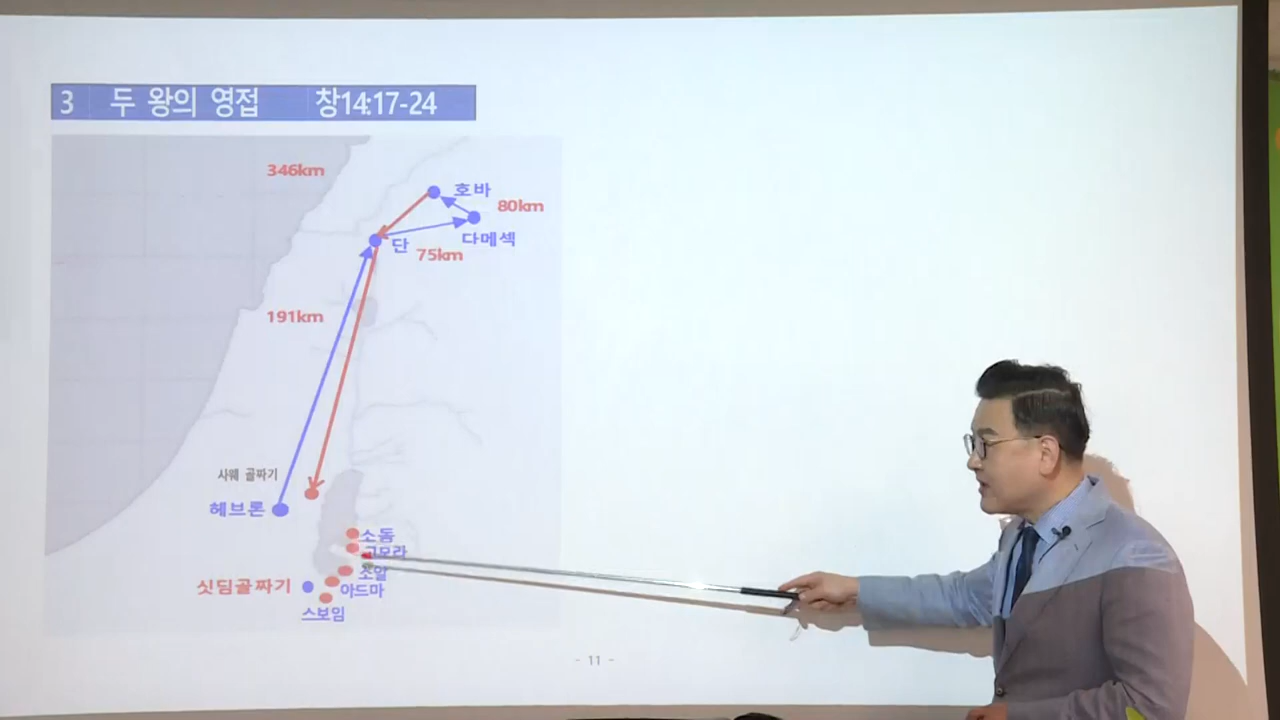 3 두 왕의 영접 창14:17-24
346km
호바
80km
다메섹
단
75km
191km
사웨 골짜기
헤브론
소돔
고모라
소알
싯딤골짜기
아드마
스보임
- 11 -